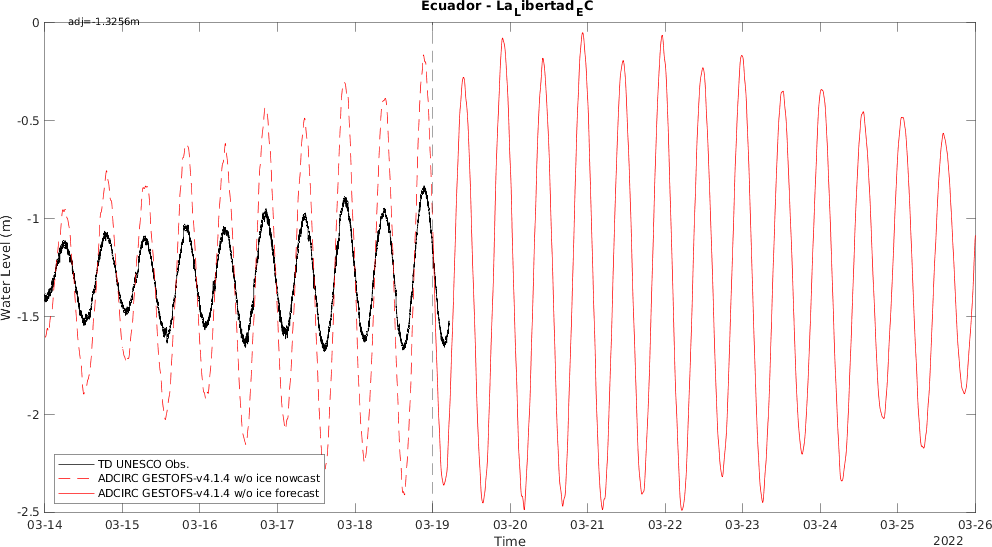 Ecuador - LaLibertadEC
adj=-1.3256m
0
-0.5
-1
-1.5
-2
-2.5
Water Level (m)
TD UNESCO Obs.
ADCIRC GESTOFS-v4.1.4 w/o ice nowcast
ADCIRC GESTOFS-v4.1.4 w/o ice forecast
03-14 03-15 03-16 03-17 03-18 03-19 03-20 03-21 03-22 03-23 03-24 03-25 03-26
Time
2022